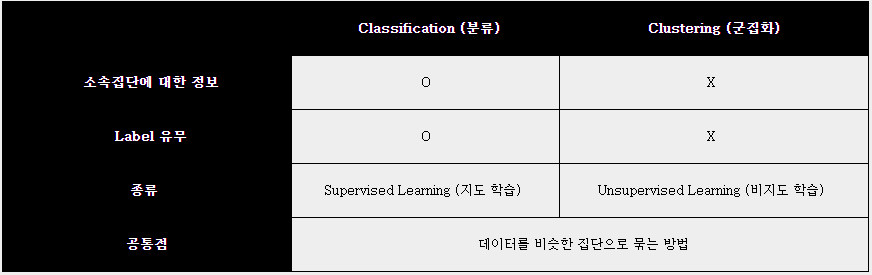 Classification (분류) Clustering (군집화)
소속집단에 대한 정보 O X
Label 유무 O X
종류 Supervised Learning (지도 학습) Unsupervised Learning (비지도 학습)
공통점 데이터를 비슷한 집단으로 묶는 방법